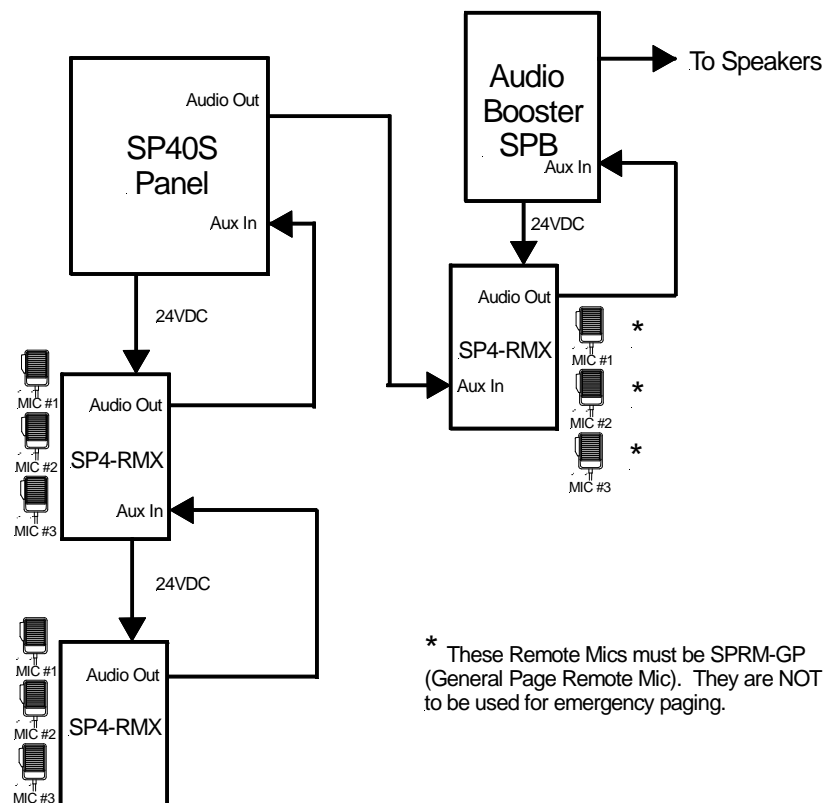 Audio Out
SP40S
Panel
Aux In
24VDC
MIC #1
MIC #2
MIC #3
Audio Out
SP4-RMX
Aux In
24VDC
MIC #1
MIC #2
MIC #3
Audio Out
SP4-RMX
Audio
Booster
SPB
Aux In
To Speakers
24VDC
Audio Out
SP4-RMX
Aux In
MIC #1
*
MIC #2
*
MIC #3
*
* These Remote Mics must be SPRM-GP
(General Page Remote Mic). They are NOT
to be used for emergency paging.